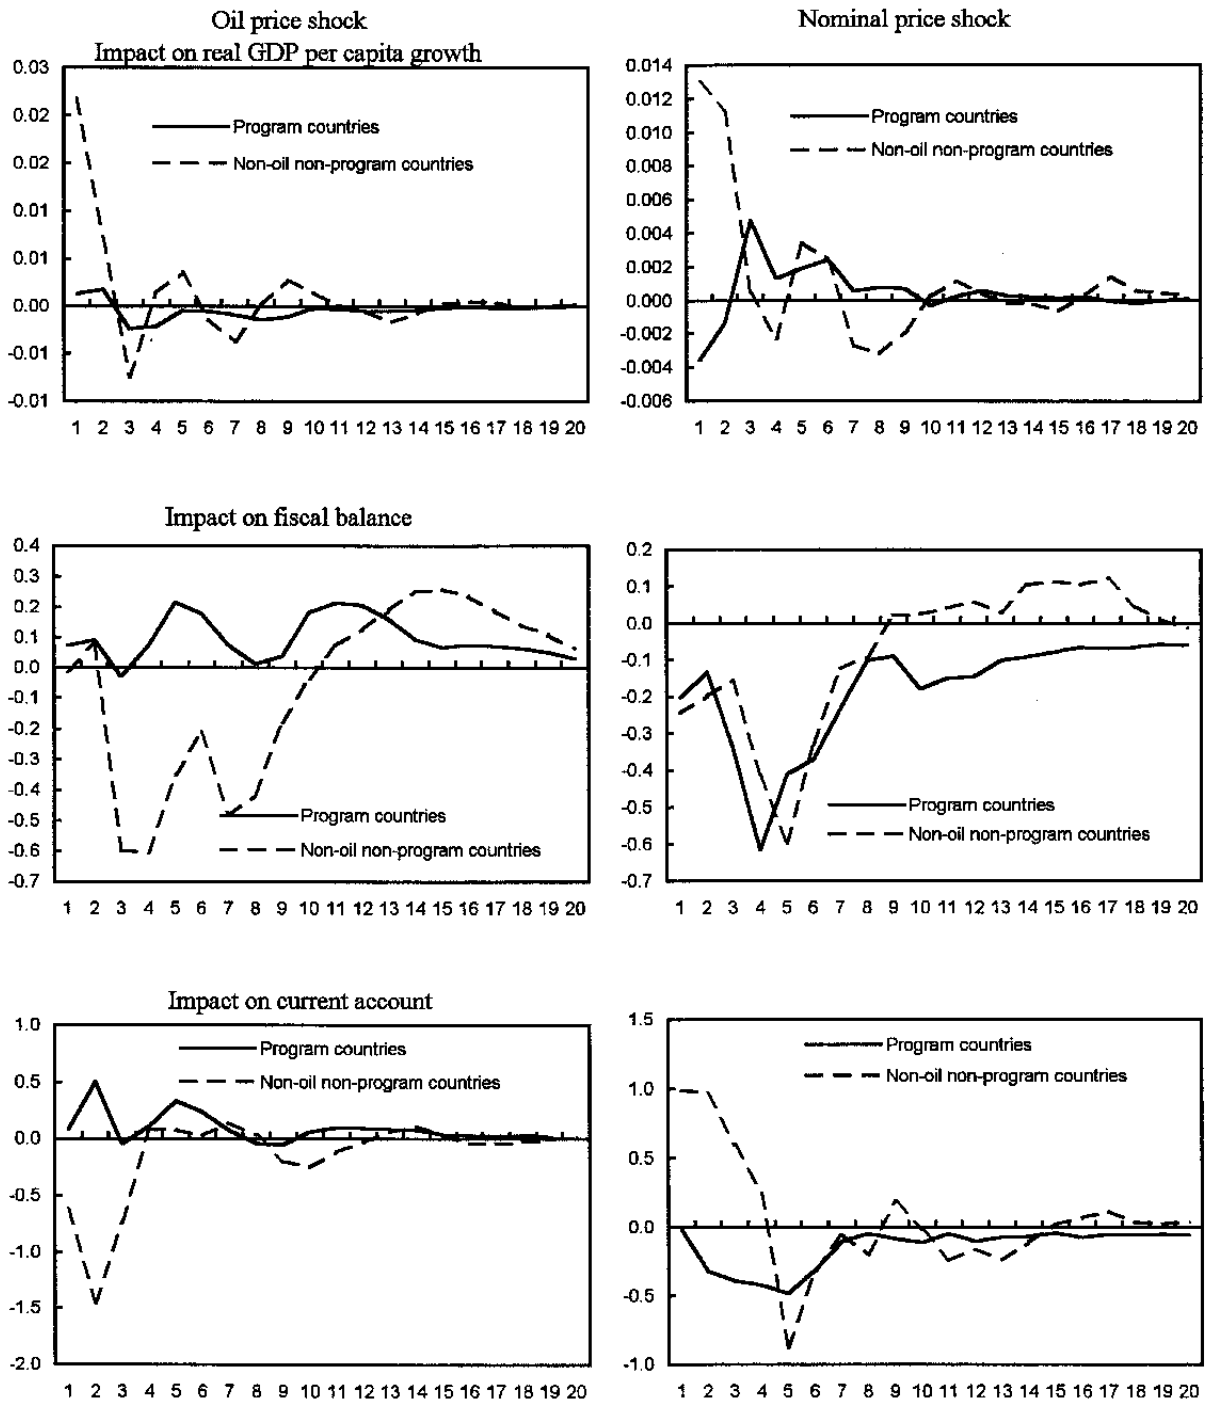 Oil price shock
Impact on real GDP per capita growth
0.03
0.02
0.02
0.01
0.01
0.00
-0.01
-0.01
Program countries
Non-oil non-program countries
1 2 3 4 5 6 7 8 9 10 11 12 13 14 15 16 17 18 19 20
Nominal price shock
0.014
0.012
0.010
0.008
0.006
0.004
0.002
0.000
-0.002
-0.004
-0.006
Program countries
Non-oil non-program countries
1 2 3 4 5 6 7 8 9 10 11 12 13 14 15 16 17 18 19 20
Impact on fiscal balance
0.4
0.3
0.2
0.1
0.0
-0.1
-0.2
-0.3
-0.4
-0.5
-0.6
-0.7
Program countries
Non-oil non-program countries
1 2 3 4 5 6 7 8 9 10 11 12 13 14 15 16 17 18 19 20
0.2
0.1
0.0
-0.1
-0.2
-0.3
-0.4
-0.5
-0.6
-0.7
Program countries
Non-oil non-program countries
1 2 3 4 5 6 7 8 9 10 11 12 13 14 15 16 17 18 19 20
Impact on current account
1.0
0.5
0.0
-0.5
-1.0
-1.5
-2.0
Program countries
Non-oil non-program countries
1 2 3 4 5 6 7 8 9 10 11 12 13 14 15 16 17 18 19 20
1.5
1.0
0.5
0.0
-0.5
-1.0
Program countries
Non-oil non-program countries
1 2 3 4 5 6 7 8 9 10 11 12 13 14 15 16 17 18 19 20